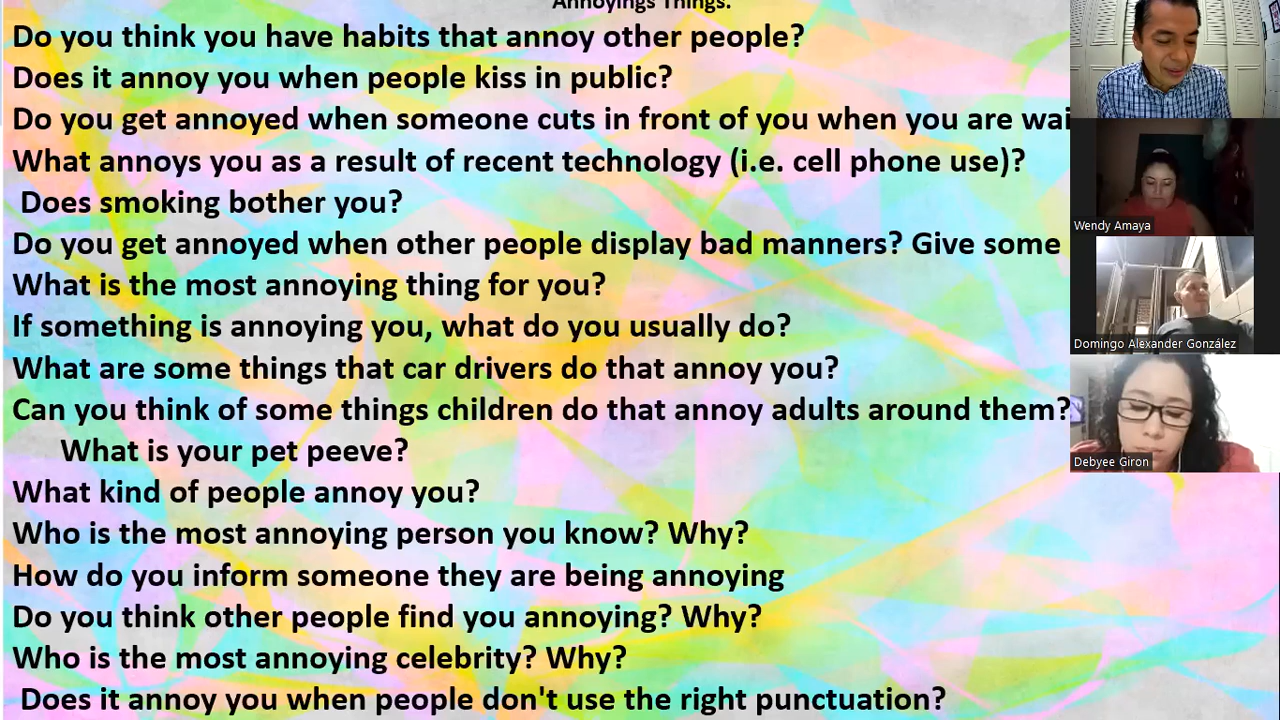 Annoyings Things.
Do you think you have habits that annoy other people?
Does it annoy you when people kiss in public?
Do you get annoyed when someone cuts in front of you when you are wai
What annoys you as a result of recent technology (i.e. cell phone use)?
Does smoking bother you?
Do you get annoyed when other people display bad manners? Give some
What is the most annoying thing for you?
If something is annoying you, what do you usually do?
What are some things that car drivers do that annoy you?
Can you think of some things children do that annoy adults around them?
What is your pet peeve?
What kind of people annoy you?
Who is the most annoying person you know? Why?
How do you inform someone they are being annoying
Do you think other people find you annoying? Why?
Who is the most annoying celebrity? Why?
Does it annoy you when people don't use the right punctuation?
Wendy Amaya
Domingo Alexander González
Debyee Giron